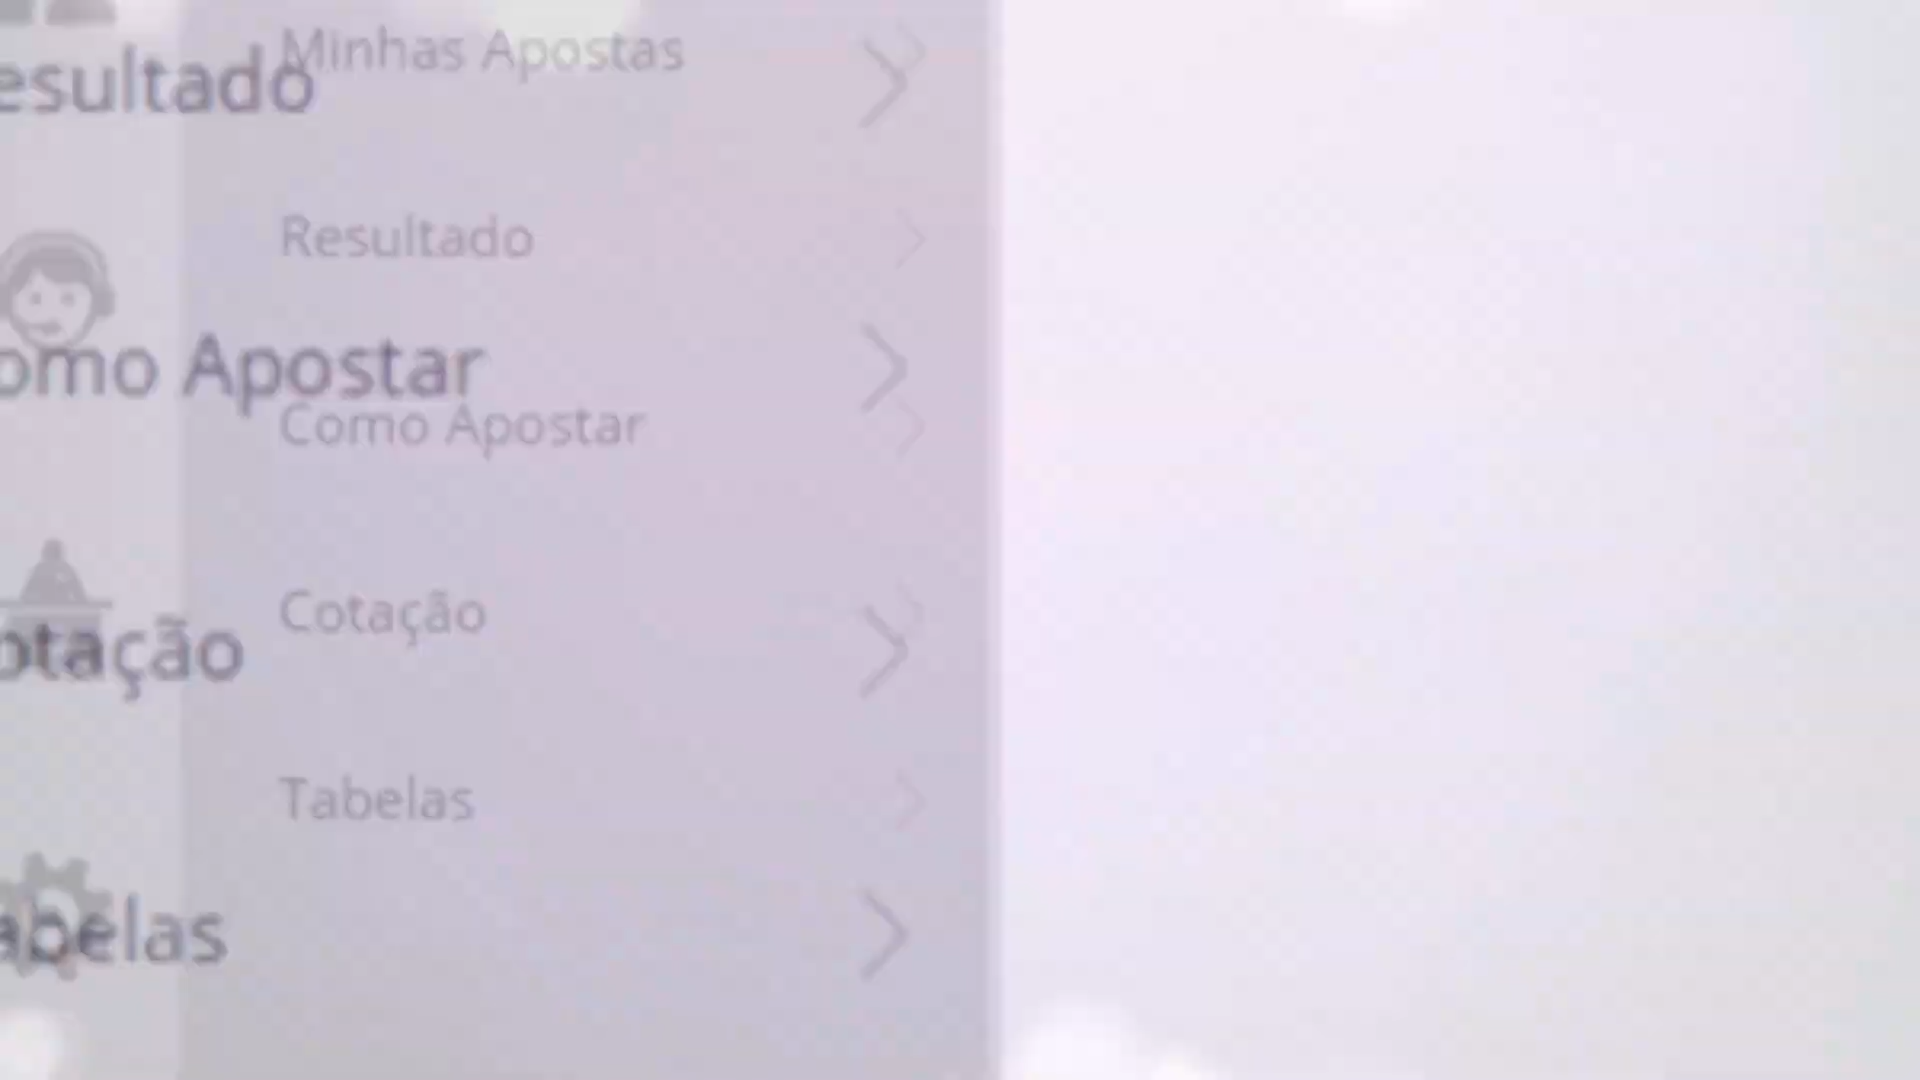 Minhas Apostas
esultado
Resultado
omo Apostar
Como Apostar
Cotação
otação
Tabelas
abelas